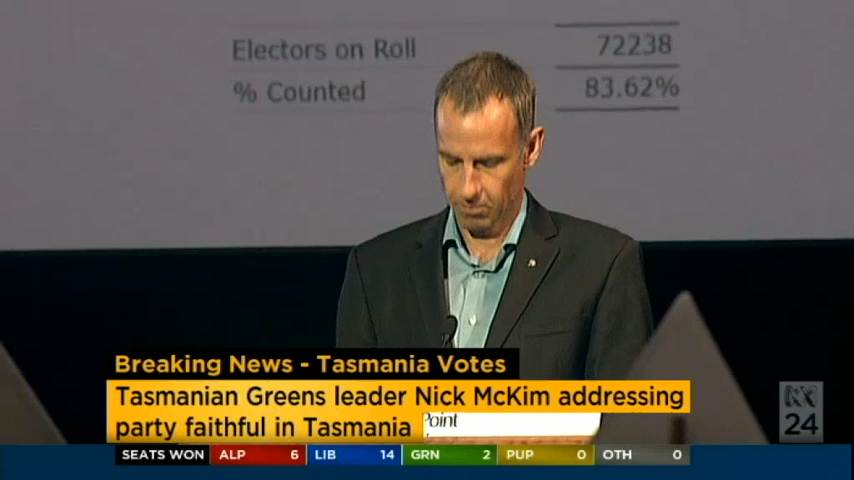 Electors on Roll 72238
% Counted 83.62%
Breaking News - Tasmania Votes
Tasmanian Greens leader Nick McKim addressing
party faithful in Tasmania
Point
24
SEATS WON ALP 6 LIB 14 GRN 2 PUP 0 OTH 0